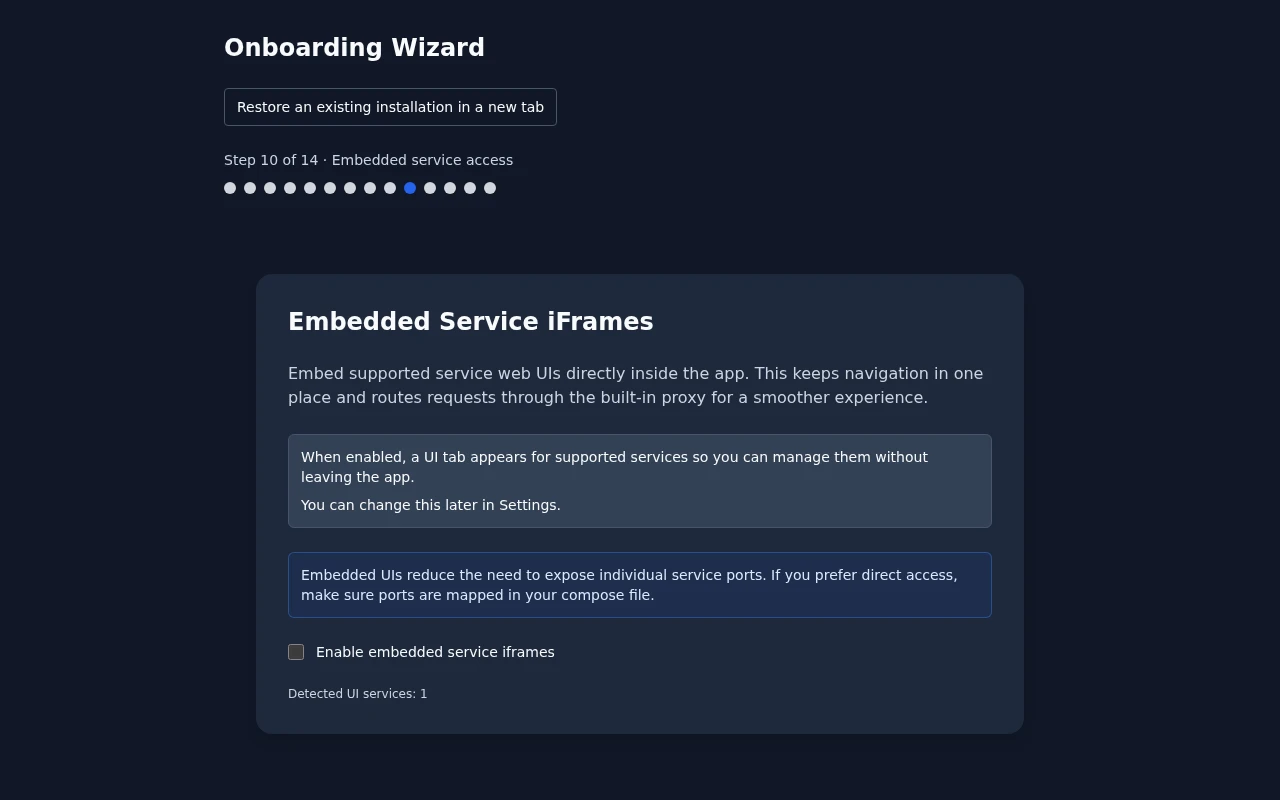 Onboarding Wizard
Restore an existing installation in a new tab
Step 10 of 14 · Embedded service access
Embedded Service iFrames
Embed supported service web UIs directly inside the app. This keeps navigation in one
place and routes requests through the built-in proxy for a smoother experience.
When enabled, a UI tab appears for supported services so you can manage them without
leaving the app.
You can change this later in Settings.
Embedded UIs reduce the need to expose individual service ports. If you prefer direct access,
make sure ports are mapped in your compose file.
Enable embedded service iframes
Detected UI services: 1